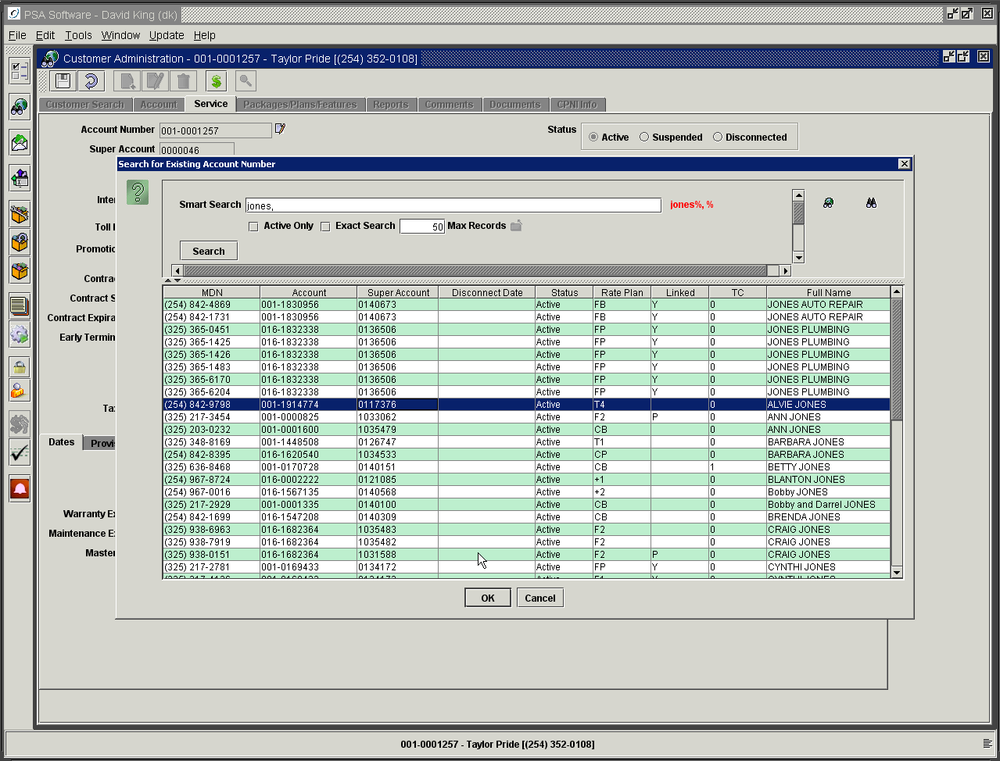 PSA Software - David King (dk)
File Edit Tools Window Update Help
Customer Administration - 001-0001257 - Taylor Pride [(254) 352-0108]
Customer Search Account Service Packages/Plans/Features Reports Comments Documents CPNI Info
Account Number 001-0001257 Status Active Suspended Disconnected
Super Account 0000046
Search for Existing Account Number
Smart Search jones, jones%, %
Active Only Exact Search 50 Max Records
Search
Toll
Promotio
Contra
Contract S
Contract Expira
Early Termin
Ta
Dates Provi
Warranty E
Maintenance E
Master
MDN Account Super Account Disconnect Date Status Rate Plan Linked TC Full Name
(254) 842-4869 001-1830956 0140673 Active FB Y 0 JONES AUTO REPAIR
(254) 842-1731 001-1830956 0140673 Active FB Y 0 JONES AUTO REPAIR
(325) 365-0451 016-1832338 0136506 Active FP Y 0 JONES PLUMBING
(325) 365-1425 016-1832338 0136506 Active FP Y 0 JONES PLUMBING
(325) 365-1426 016-1832338 0136506 Active FP Y 0 JONES PLUMBING
(325) 365-1483 016-1832338 0136506 Active FP Y 0 JONES PLUMBING
(325) 365-6170 016-1832338 0136506 Active FP Y 0 JONES PLUMBING
(325) 365-6204 016-1832338 0136506 Active FP Y 0 JONES PLUMBING
(254) 842-9798 001-1914774 0117376 Active T4 0 ALVIE JONES
(325) 217-3454 001-0000825 1033062 Active F2 P 0 ANN JONES
(325) 203-0232 001-0001600 1035479 Active CB 0 ANN JONES
(325) 348-8169 001-1448508 0126747 Active T1 0 BARBARA JONES
(254) 842-8395 016-1620540 1034533 Active CP 0 BARBARA JONES
(325) 636-8468 001-0170728 0140151 Active CB 1 BETTY JONES
(254) 967-8724 016-0002222 0121085 Active +1 0 BLANTON JONES
(254) 967-0016 016-1567135 0140568 Active +2 0 Bobby JONES
(325) 217-2929 001-0001335 0140100 Active CB 0 Bobby and Darrel JONES
(254) 842-1699 016-1547208 0140309 Active CB 0 BRENDA JONES
(325) 938-6963 016-1682364 1035483 Active F2 0 CRAIG JONES
(325) 938-7919 016-1682364 1035482 Active F2 0 CRAIG JONES
(325) 938-0151 016-1682364 1031588 Active F2 P 0 CRAIG JONES
(325) 217-2781 001-0169433 0134172 Active FP Y 0 CYNTHI JONES
OK Cancel
001-0001257 - Taylor Pride [(254) 352-0108]